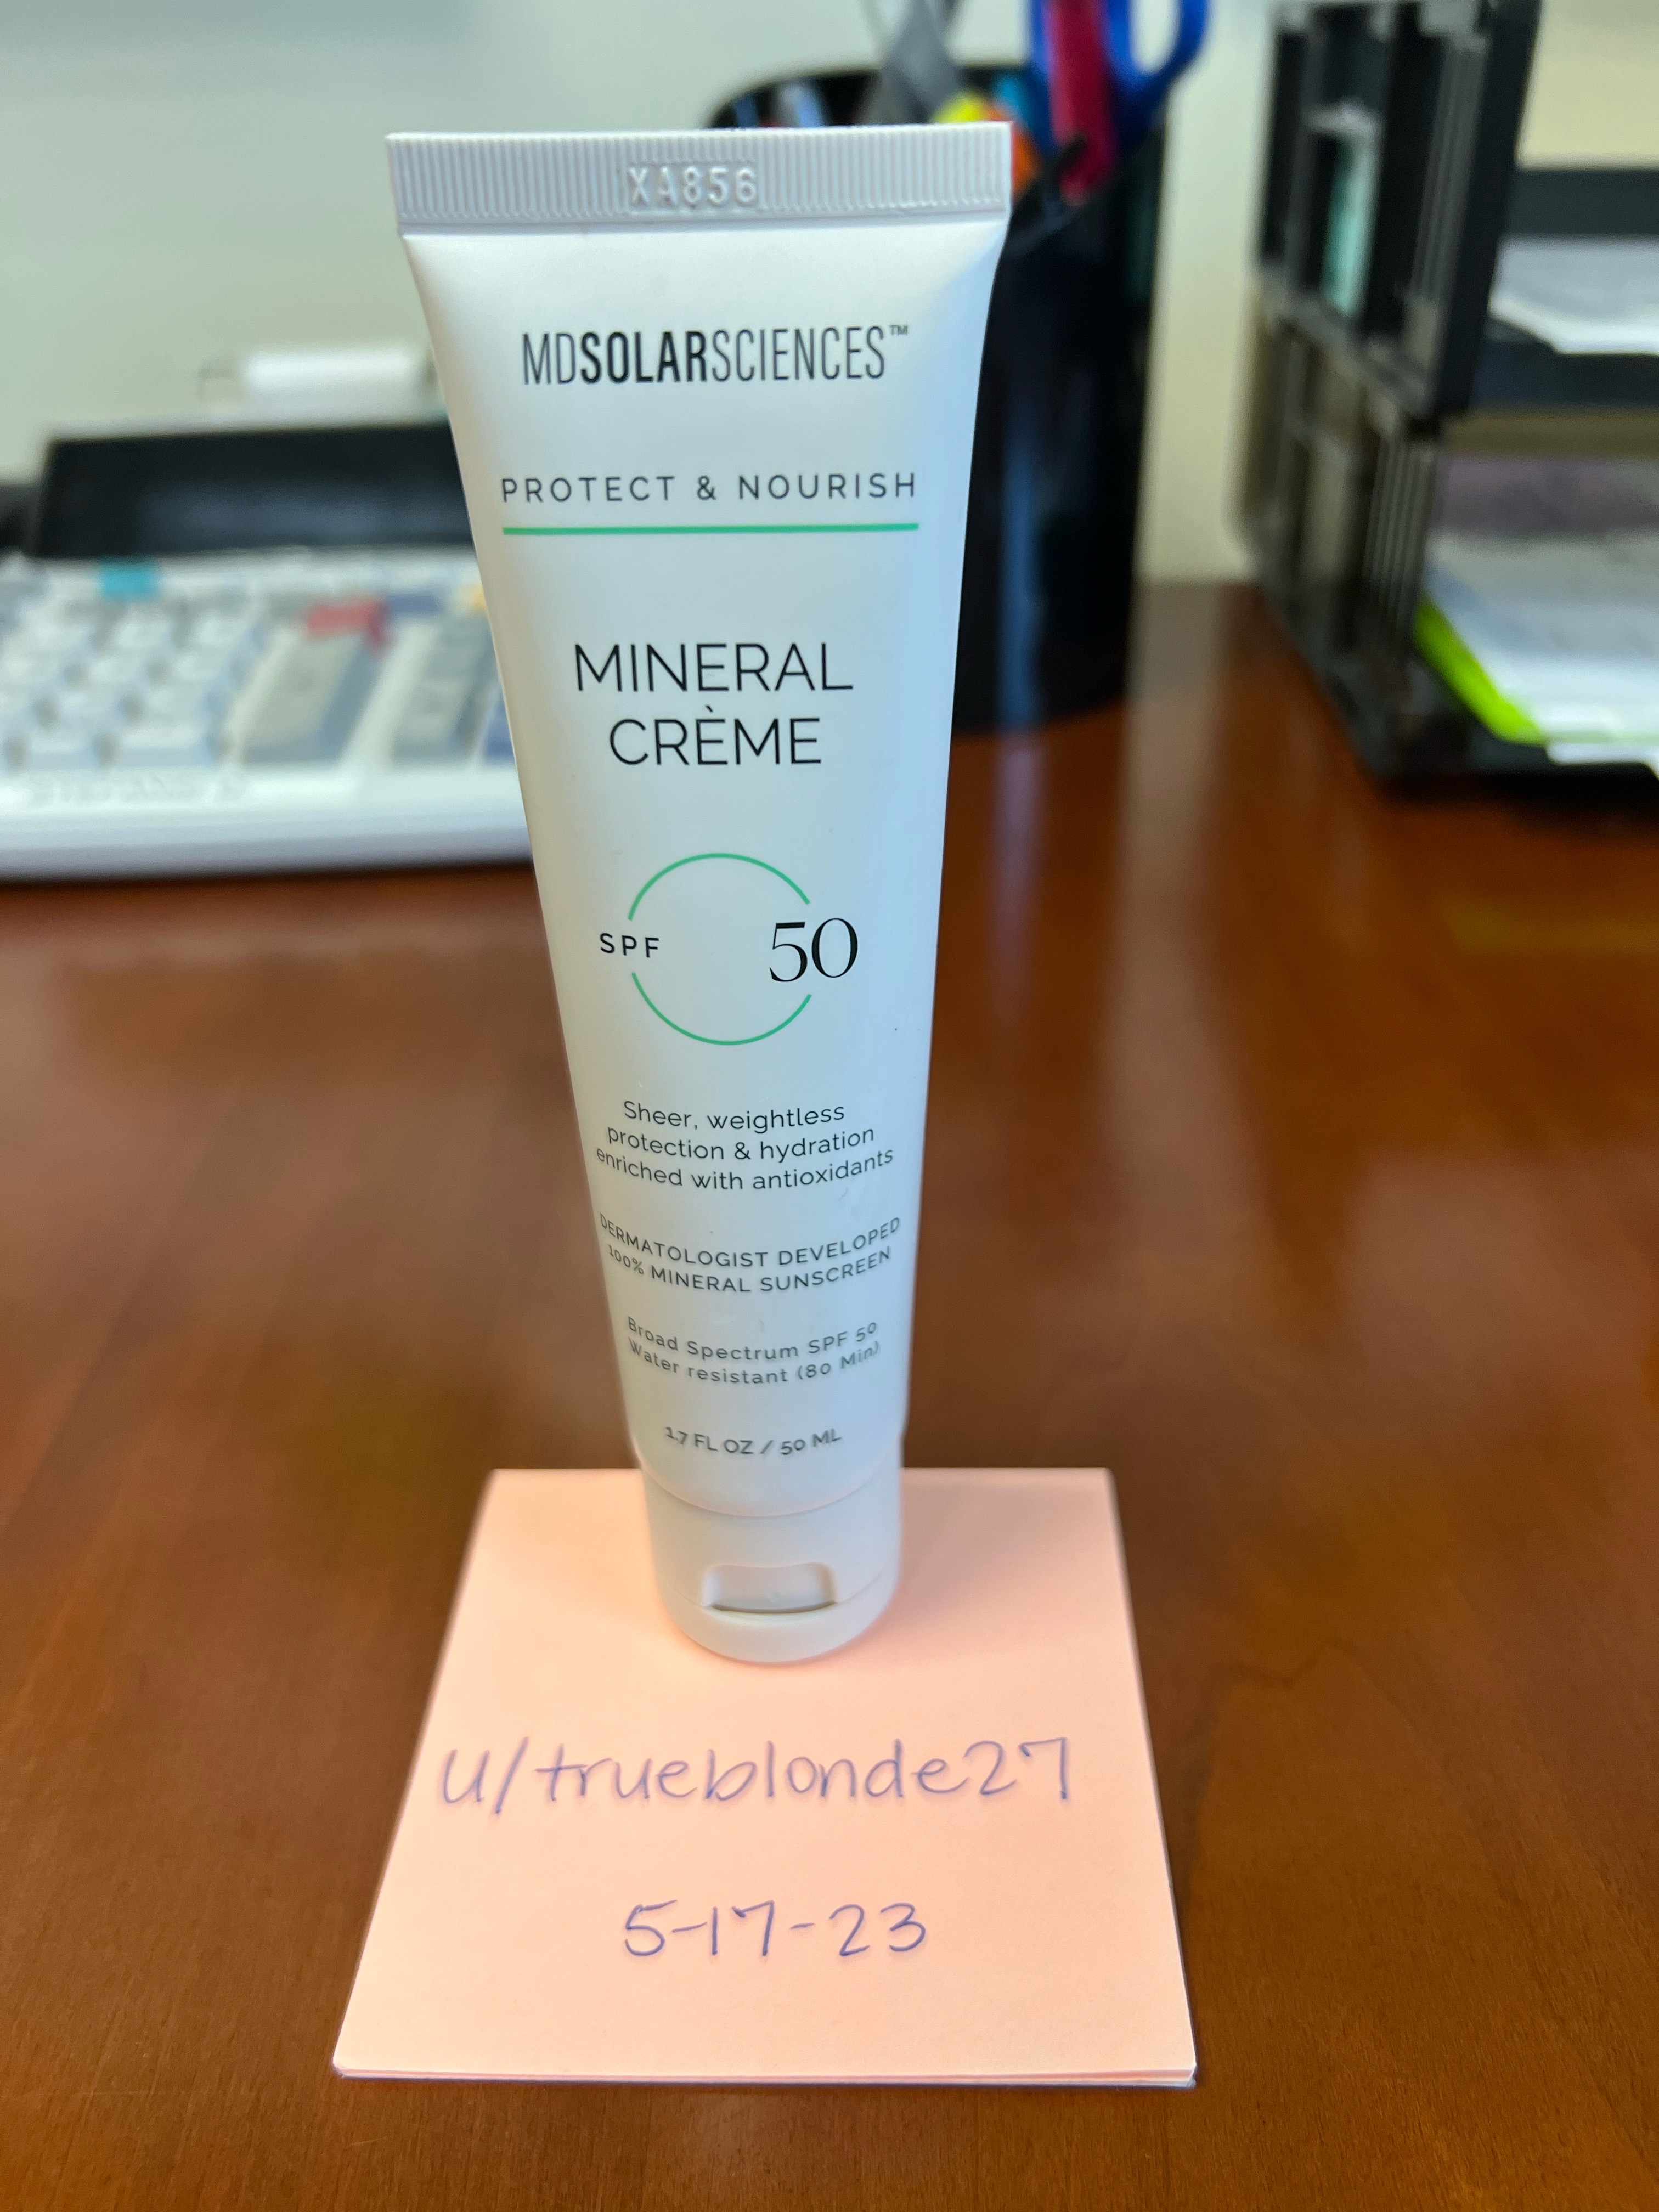 XA856
MDSOLARSCIENCES™
PROTECT & NOURISH
MINERAL
CRÈME
SPF 50
Sheer, weightless
protection & hydration
enriched with antioxidants
DERMATOLOGIST DEVELOPED
100% MINERAL SUNSCREEN
Broad Spectrum SPF 50
Water resistant (80 Min)
1.7 FL OZ / 50 ML
u/trueblonde27
5-17-23